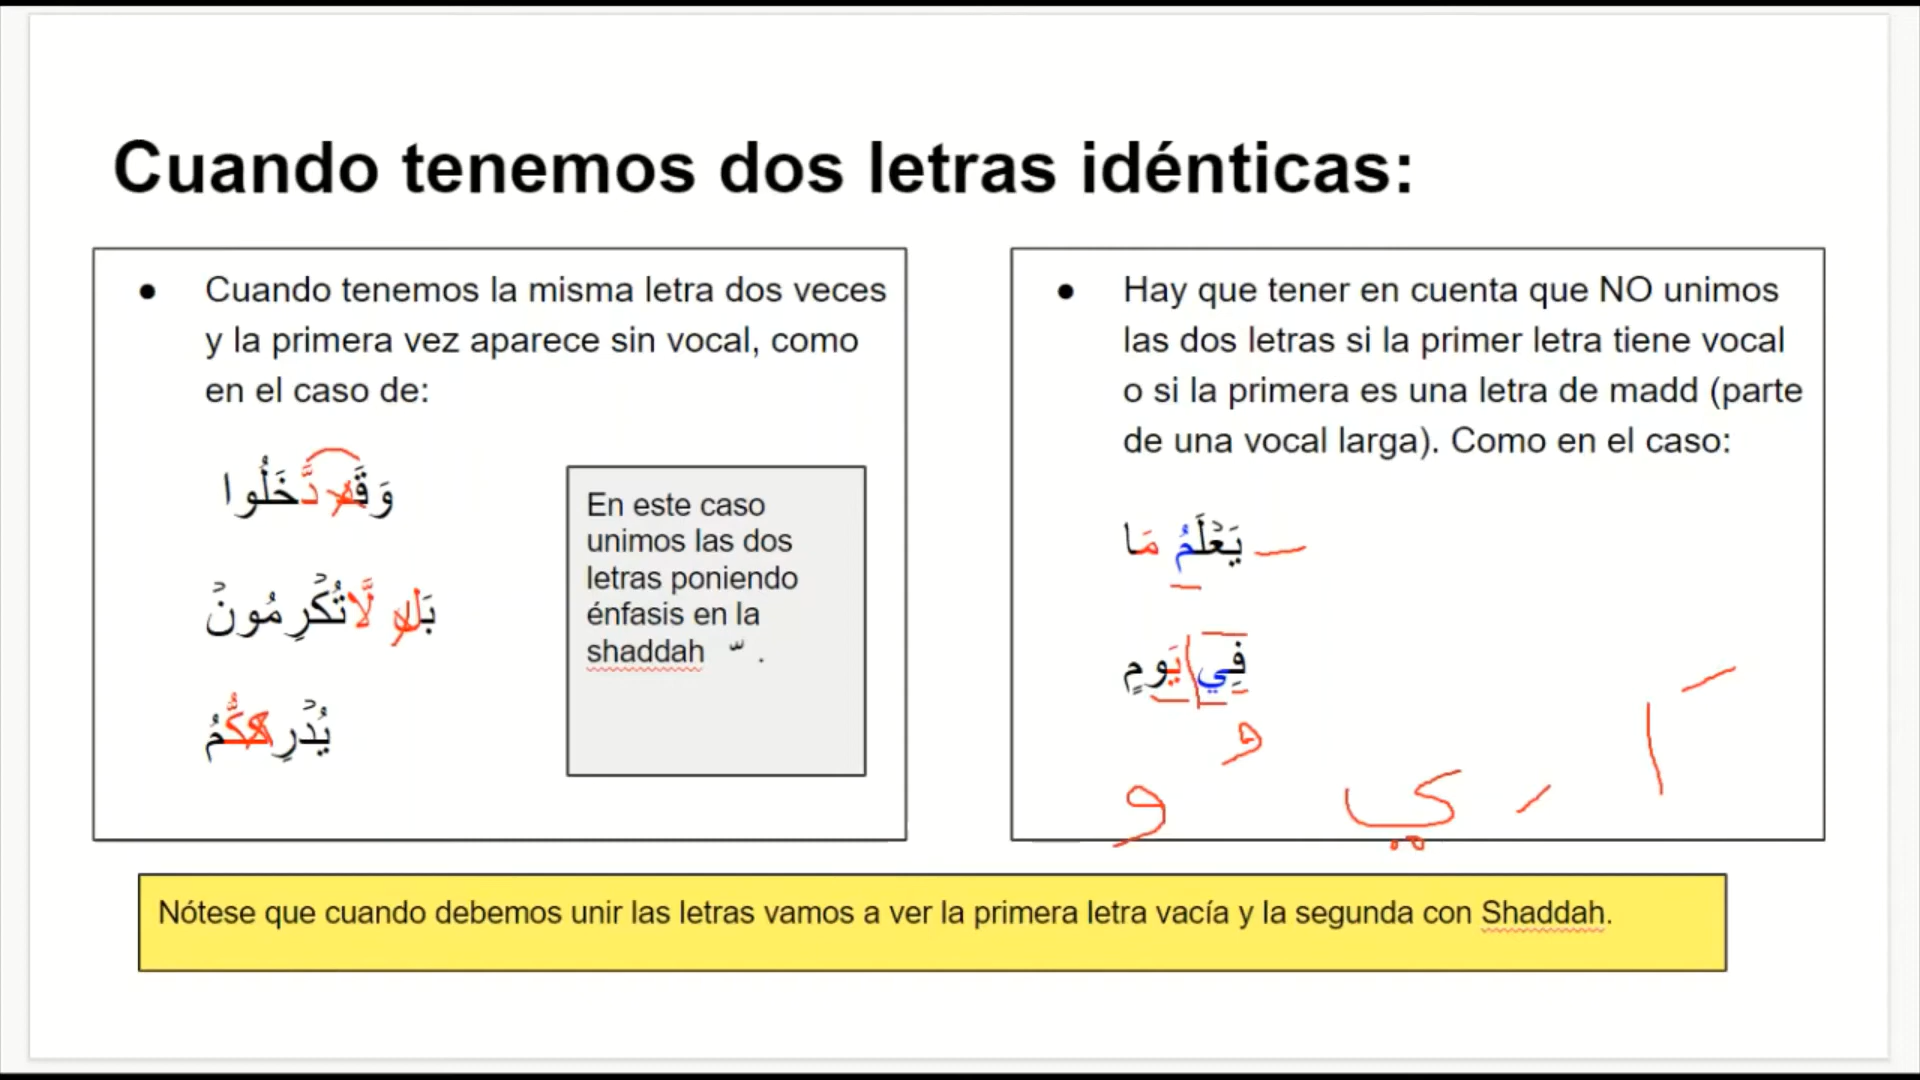 Cuando tenemos dos letras idénticas:
● Cuando tenemos la misma letra dos veces
y la primera vez aparece sin vocal, como
en el caso de:
وَقَد دَّخَلُوا
بَل لَّا تُكْرِمُونَ
يُدْرِككُّمُ
En este caso
unimos las dos
letras poniendo
énfasis en la
shaddah ّ .
● Hay que tener en cuenta que NO unimos
las dos letras si la primer letra tiene vocal
o si la primera es una letra de madd (parte
de una vocal larga). Como en el caso:
يَعْلَمُ مَا
فِي يَومٍ
و
ا ي و
Nótese que cuando debemos unir las letras vamos a ver la primera letra vacía y la segunda con Shaddah.